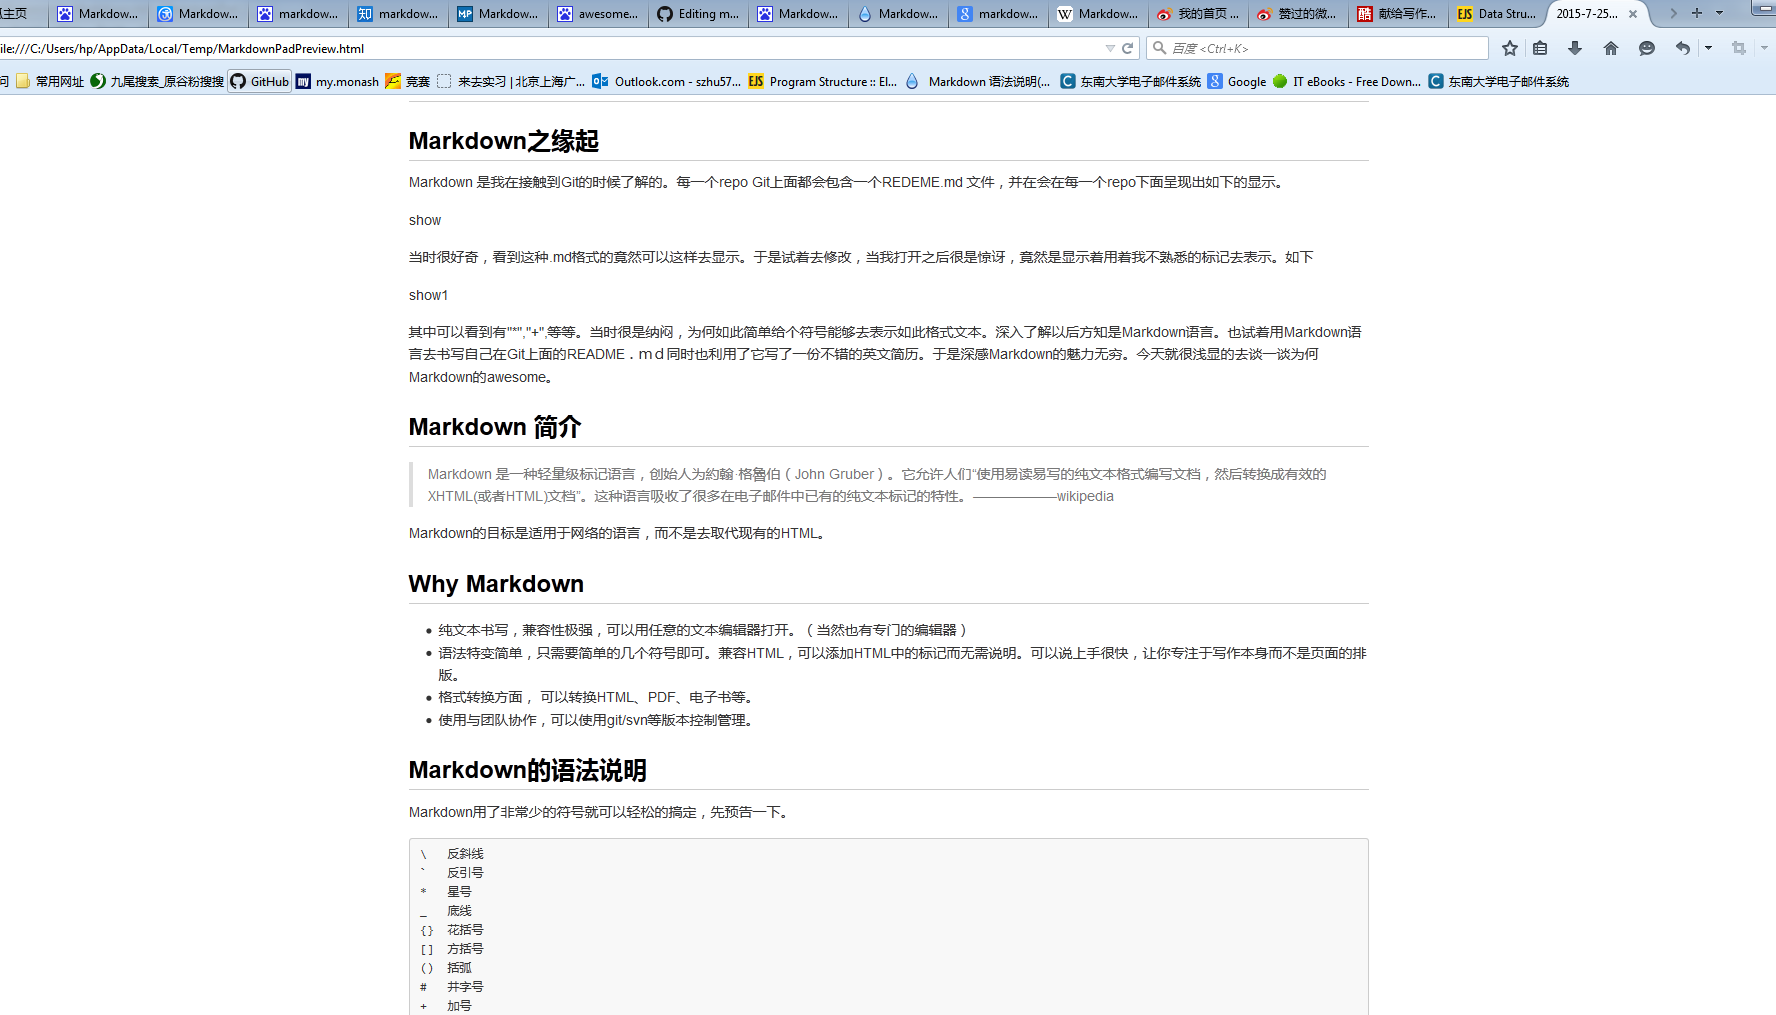 瓜主页 Markdow... Markdow... markdow... markdow... Markdow... awesome... Editing m... Markdow... Markdow... markdow... Markdow... 我的首页 ... 赞过的微... 献给写作... Data Stru... 2015-7-25...
ile:///C:/Users/hp/AppData/Local/Temp/MarkdownPadPreview.html 百度 <Ctrl+K>
问 常用网址 九尾搜索_原谷粉搜搜 GitHub my.monash 竞赛 来去实习 | 北京上海广... Outlook.com - szhu57... Program Structure :: El... Markdown 语法说明(... 东南大学电子邮件系统 Google IT eBooks - Free Down... 东南大学电子邮件系统
Markdown之缘起
Markdown 是我在接触到Git的时候了解的。每一个repo Git上面都会包含一个REDEME.md 文件，并在会在每一个repo下面呈现出如下的显示。
show
当时很好奇，看到这种.md格式的竟然可以这样去显示。于是试着去修改，当我打开之后很是惊讶，竟然是显示着用着我不熟悉的标记去表示。如下
show1
其中可以看到有"*","+",等等。当时很是纳闷，为何如此简单给个符号能够去表示如此格式文本。深入了解以后方知是Markdown语言。也试着用Markdown语
言去书写自己在Git上面的README．ｍｄ同时也利用了它写了一份不错的英文简历。于是深感Markdown的魅力无穷。今天就很浅显的去谈一谈为何
Markdown的awesome。
Markdown 简介
Markdown 是一种轻量级标记语言，创始人为約翰·格魯伯（John Gruber）。它允许人们“使用易读易写的纯文本格式编写文档，然后转换成有效的
XHTML(或者HTML)文档”。这种语言吸收了很多在电子邮件中已有的纯文本标记的特性。——————wikipedia
Markdown的目标是适用于网络的语言，而不是去取代现有的HTML。
Why Markdown
• 纯文本书写，兼容性极强，可以用任意的文本编辑器打开。（当然也有专门的编辑器）
• 语法特变简单，只需要简单的几个符号即可。兼容HTML，可以添加HTML中的标记而无需说明。可以说上手很快，让你专注于写作本身而不是页面的排
版。
• 格式转换方面， 可以转换HTML、PDF、电子书等。
• 使用与团队协作，可以使用git/svn等版本控制管理。
Markdown的语法说明
Markdown用了非常少的符号就可以轻松的搞定，先预告一下。
\ 反斜线
` 反引号
* 星号
_ 底线
{} 花括号
[] 方括号
() 括弧
# 井字号
+ 加号